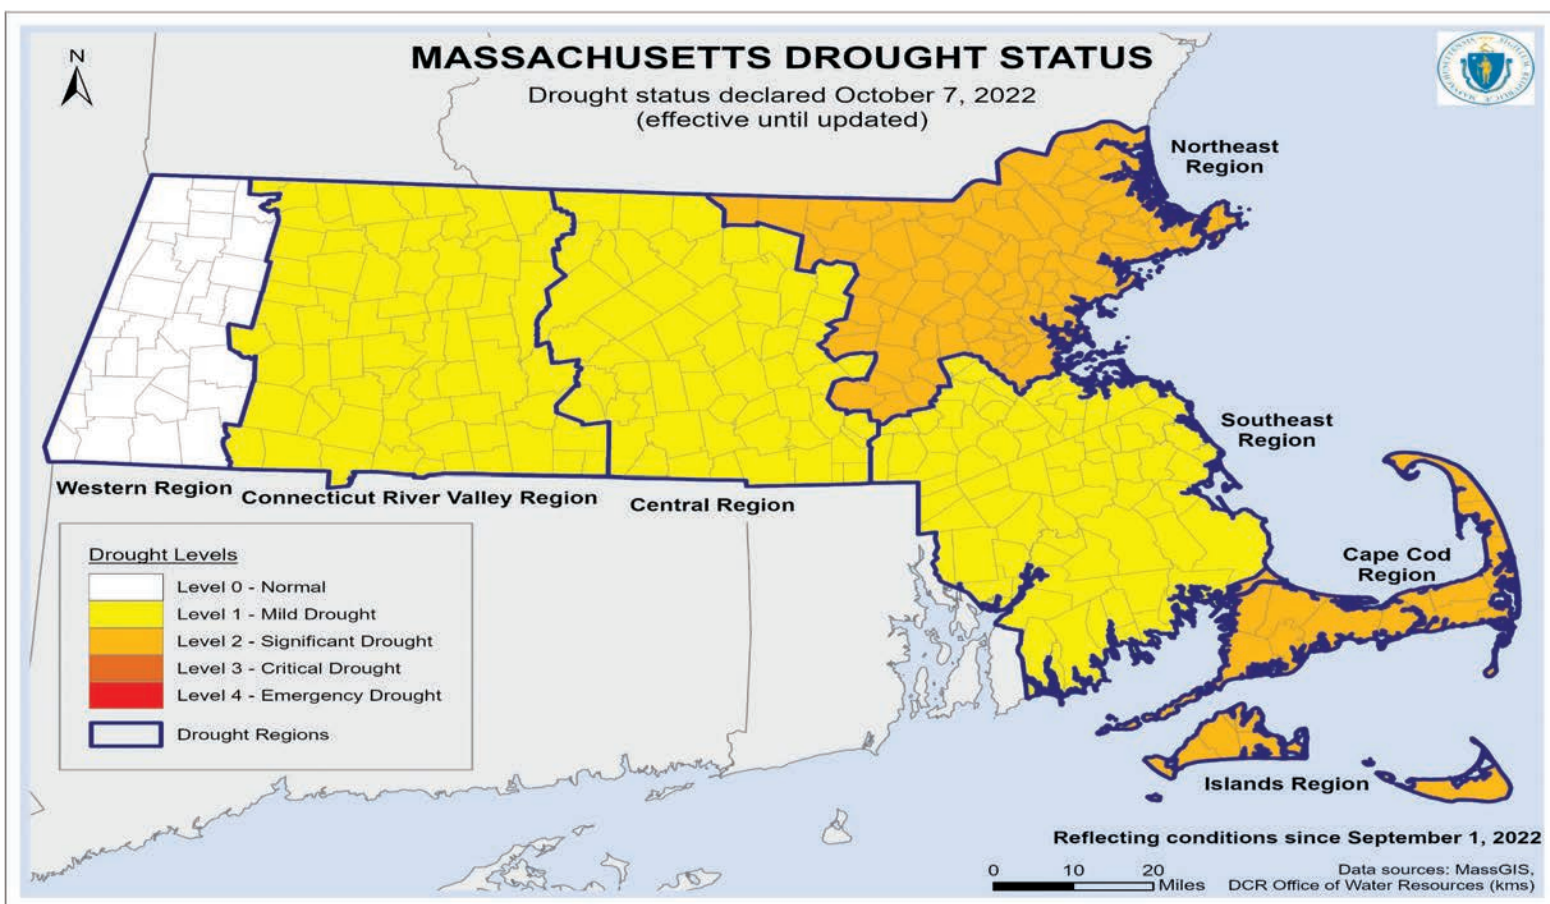 MASSACHUSETTS DROUGHT STATUS
Drought status declared October 7, 2022
(effective until updated)
N
Northeast
Region
Southeast
Region
Western Region
Connecticut River Valley Region
Central Region
Cape Cod
Region
Islands Region
Drought Levels
Level 0 - Normal
Level 1 - Mild Drought
Level 2 - Significant Drought
Level 3 - Critical Drought
Level 4 - Emergency Drought
Drought Regions
Reflecting conditions since September 1, 2022
0 10 20 Miles
Data sources: MassGIS,
DCR Office of Water Resources (kms)